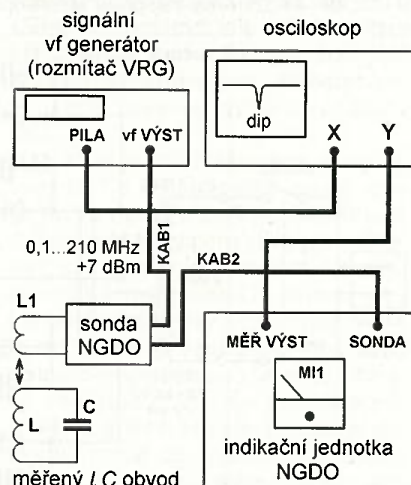 signální
vf generátor
(rozmítač VRG)
osciloskop
dip
PILA vf VÝST
X Y
0,1...210 MHz
+7 dBm
KAB1
KAB2
L1
sonda
NGDO
MĚŘ VÝST SONDA
MI1
C
L
indikační jednotka
NGDO
měřený LC obvod